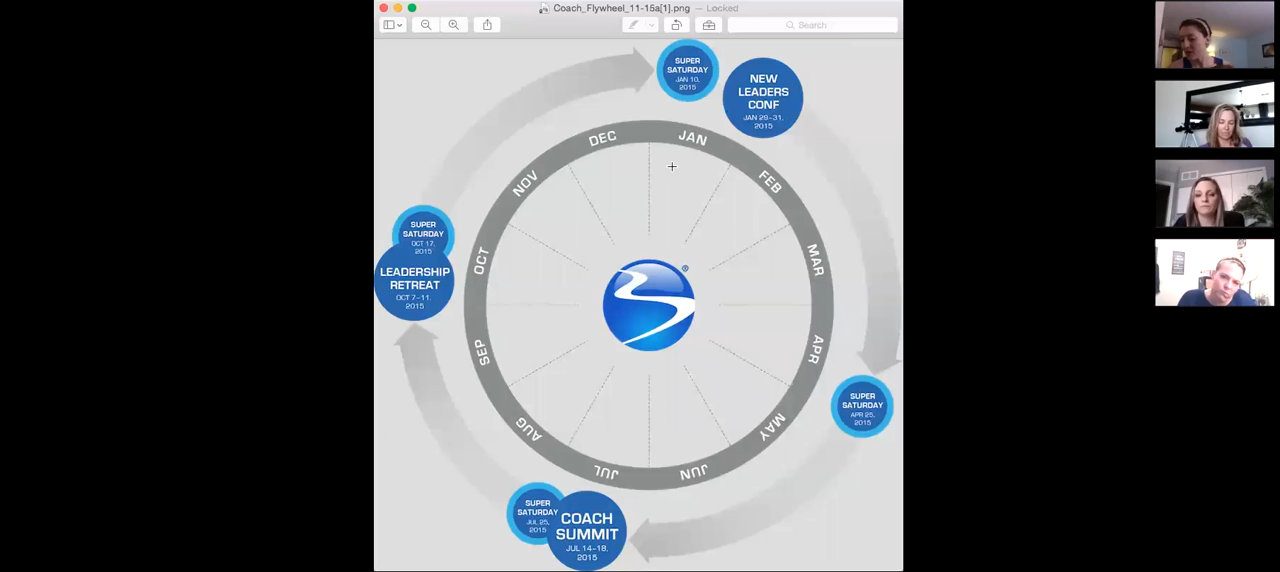 Coach_Flywheel_11-15a[1].png — Locked
Search
SUPER
SATURDAY
JAN 10,
2015
NEW
LEADERS
CONF
JAN 29-31,
2015
DEC
JAN
NOV
FEB
SUPER
SATURDAY
OCT 17,
2015
LEADERSHIP
RETREAT
OCT 7-11,
2015
OCT
MAR
®
SEP
APR
SUPER
SATURDAY
APR 25,
2015
AUG
MAY
JUL
JUN
SUPER
SATURDAY
JUL 25,
2015
COACH
SUMMIT
JUL 14-18,
2015